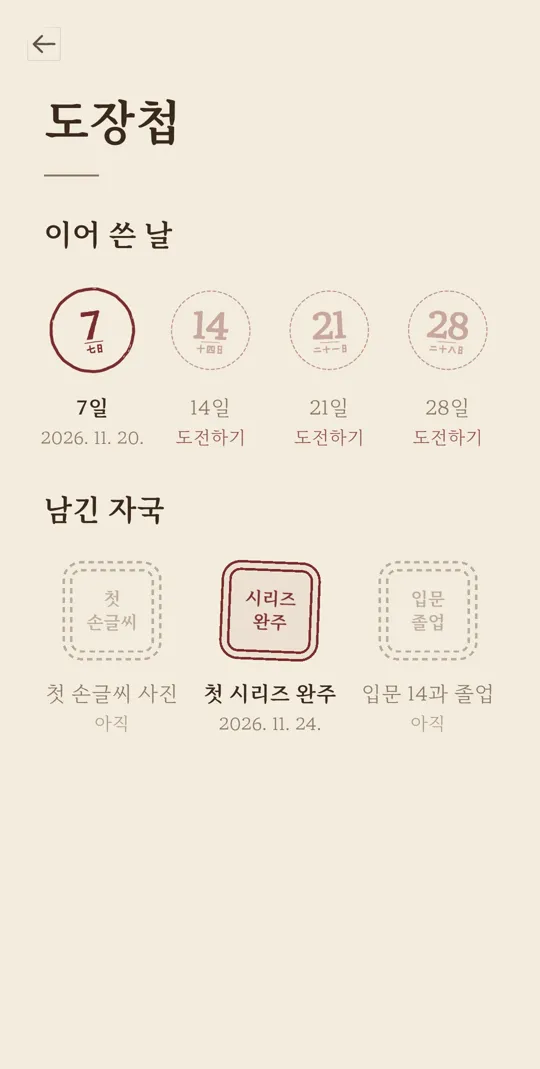 도장첩
이어 쓴 날
7
七日
14
十四日
21
二十一日
28
二十八日
7일
14일
21일
28일
2026. 11. 20.
도전하기
도전하기
도전하기
남긴 자국
첫
손글씨
시리즈
완주
입문
졸업
첫 손글씨 사진
첫 시리즈 완주
입문 14과 졸업
아직
2026. 11. 24.
아직